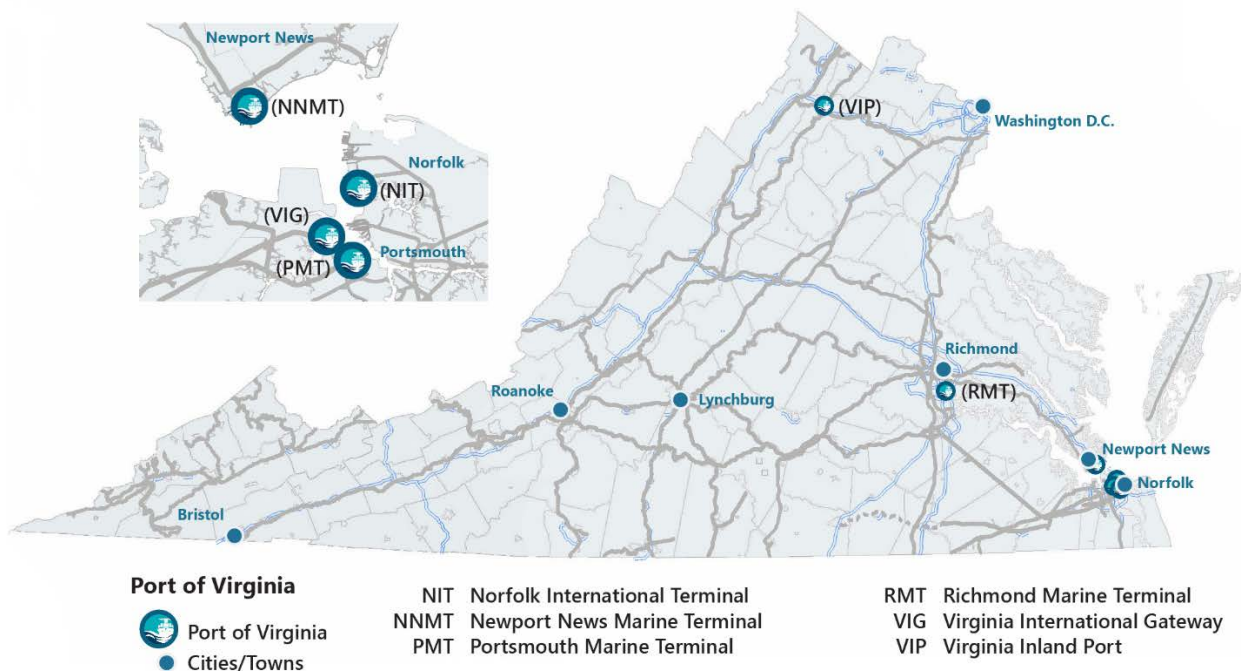 Newport News
(NNMT)
Norfolk
(NIT)
(VIG)
Portsmouth
(PMT)
(VIP)
Washington D.C.
Richmond
(RMT)
Roanoke
Lynchburg
Newport News
Norfolk
Bristol
Port of Virginia
Port of Virginia
Cities/Towns
NIT Norfolk International Terminal
NNMT Newport News Marine Terminal
PMT Portsmouth Marine Terminal
RMT Richmond Marine Terminal
VIG Virginia International Gateway
VIP Virginia Inland Port